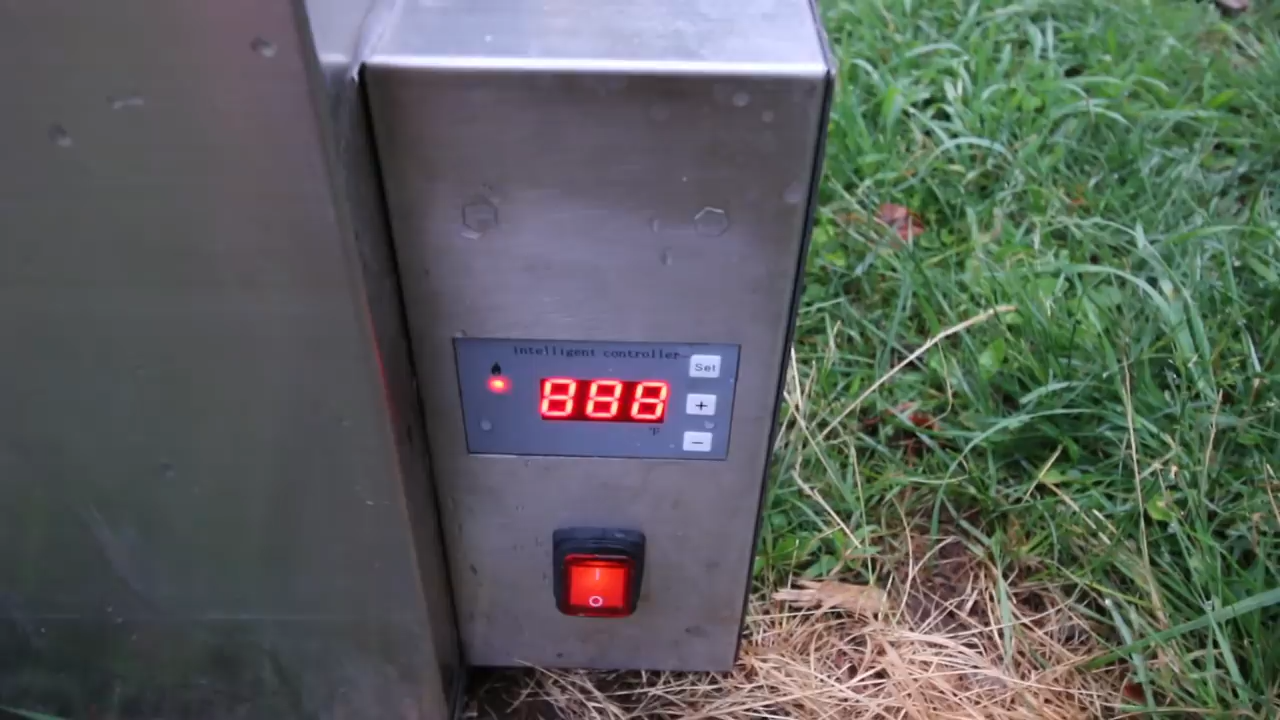 intelligent controller
Set
888
+
°F
−
I
O